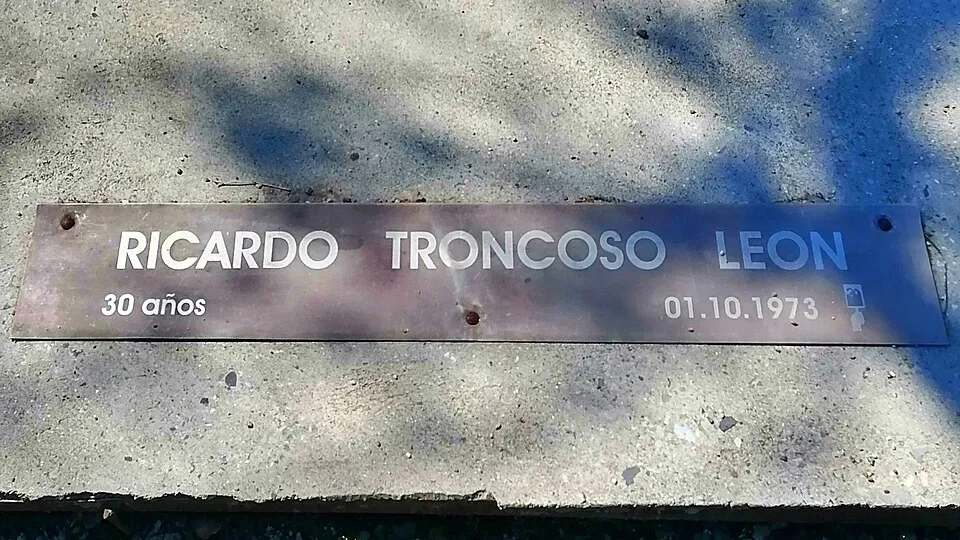 RICARDO TRONCOSO LEON
30 años 01.10.1973